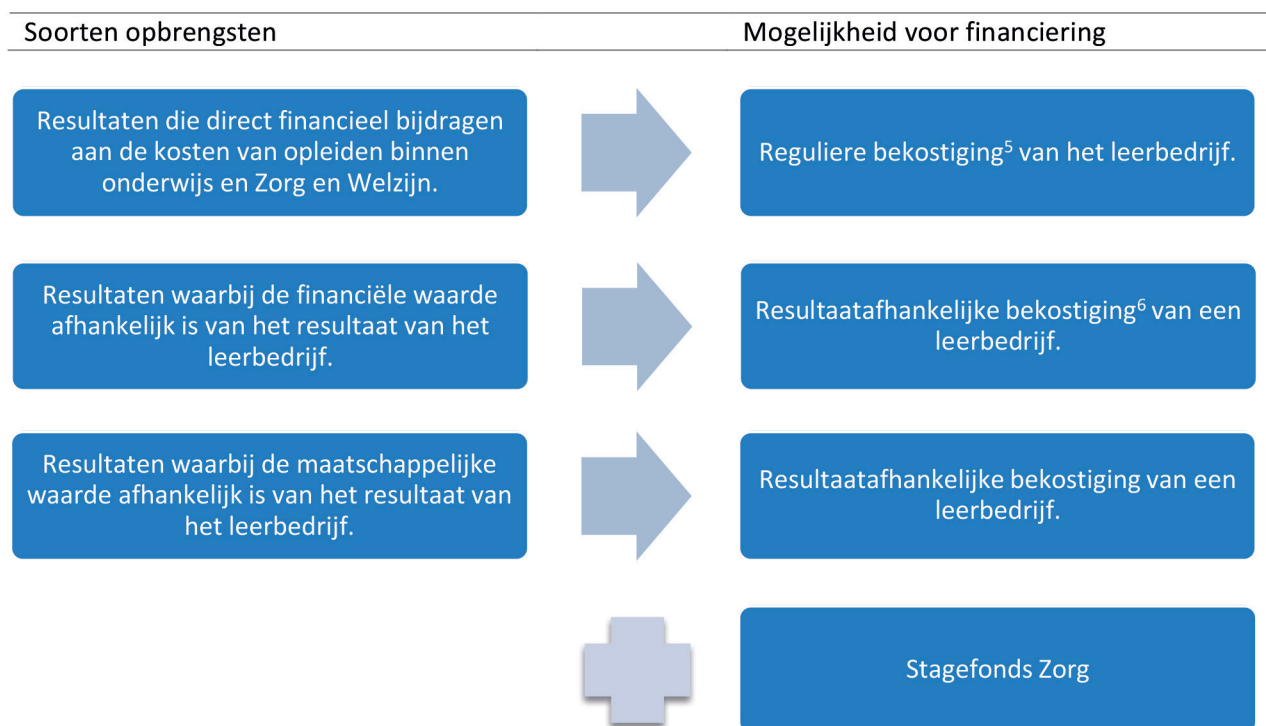 Soorten opbrengsten
Mogelijkheid voor financiering
Resultaten die direct financieel bijdragen
aan de kosten van opleiden binnen
onderwijs en Zorg en Welzijn.
Reguliere bekostiging⁵ van het leerbedrijf.
Resultaten waarbij de financiële waarde
afhankelijk is van het resultaat van het
leerbedrijf.
Resultaatafhankelijke bekostiging⁶ van een
leerbedrijf.
Resultaten waarbij de maatschappelijke
waarde afhankelijk is van het resultaat van
het leerbedrijf.
Resultaatafhankelijke bekostiging van een
leerbedrijf.
Stagefonds Zorg